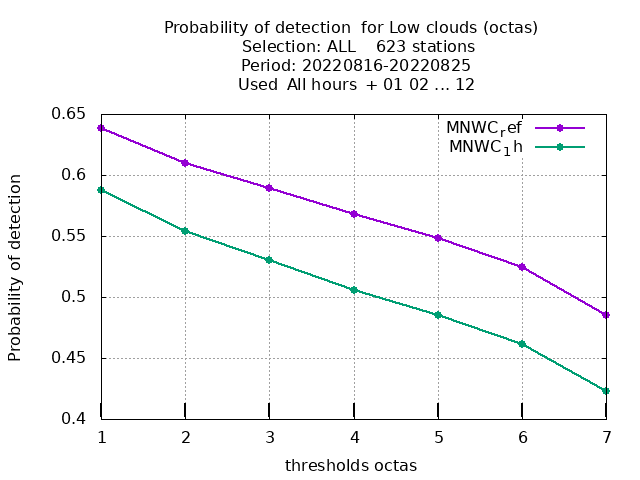 Probability of detection  for Low clouds (octas)
Selection: ALL    623 stations
Period: 20220816-20220825
Used  All hours  + 01 02 ... 12
0.65
0.6
0.55
0.5
0.45
0.4
Probability of detection
MNWC_ref
MNWC_1h
1 2 3 4 5 6 7
thresholds octas